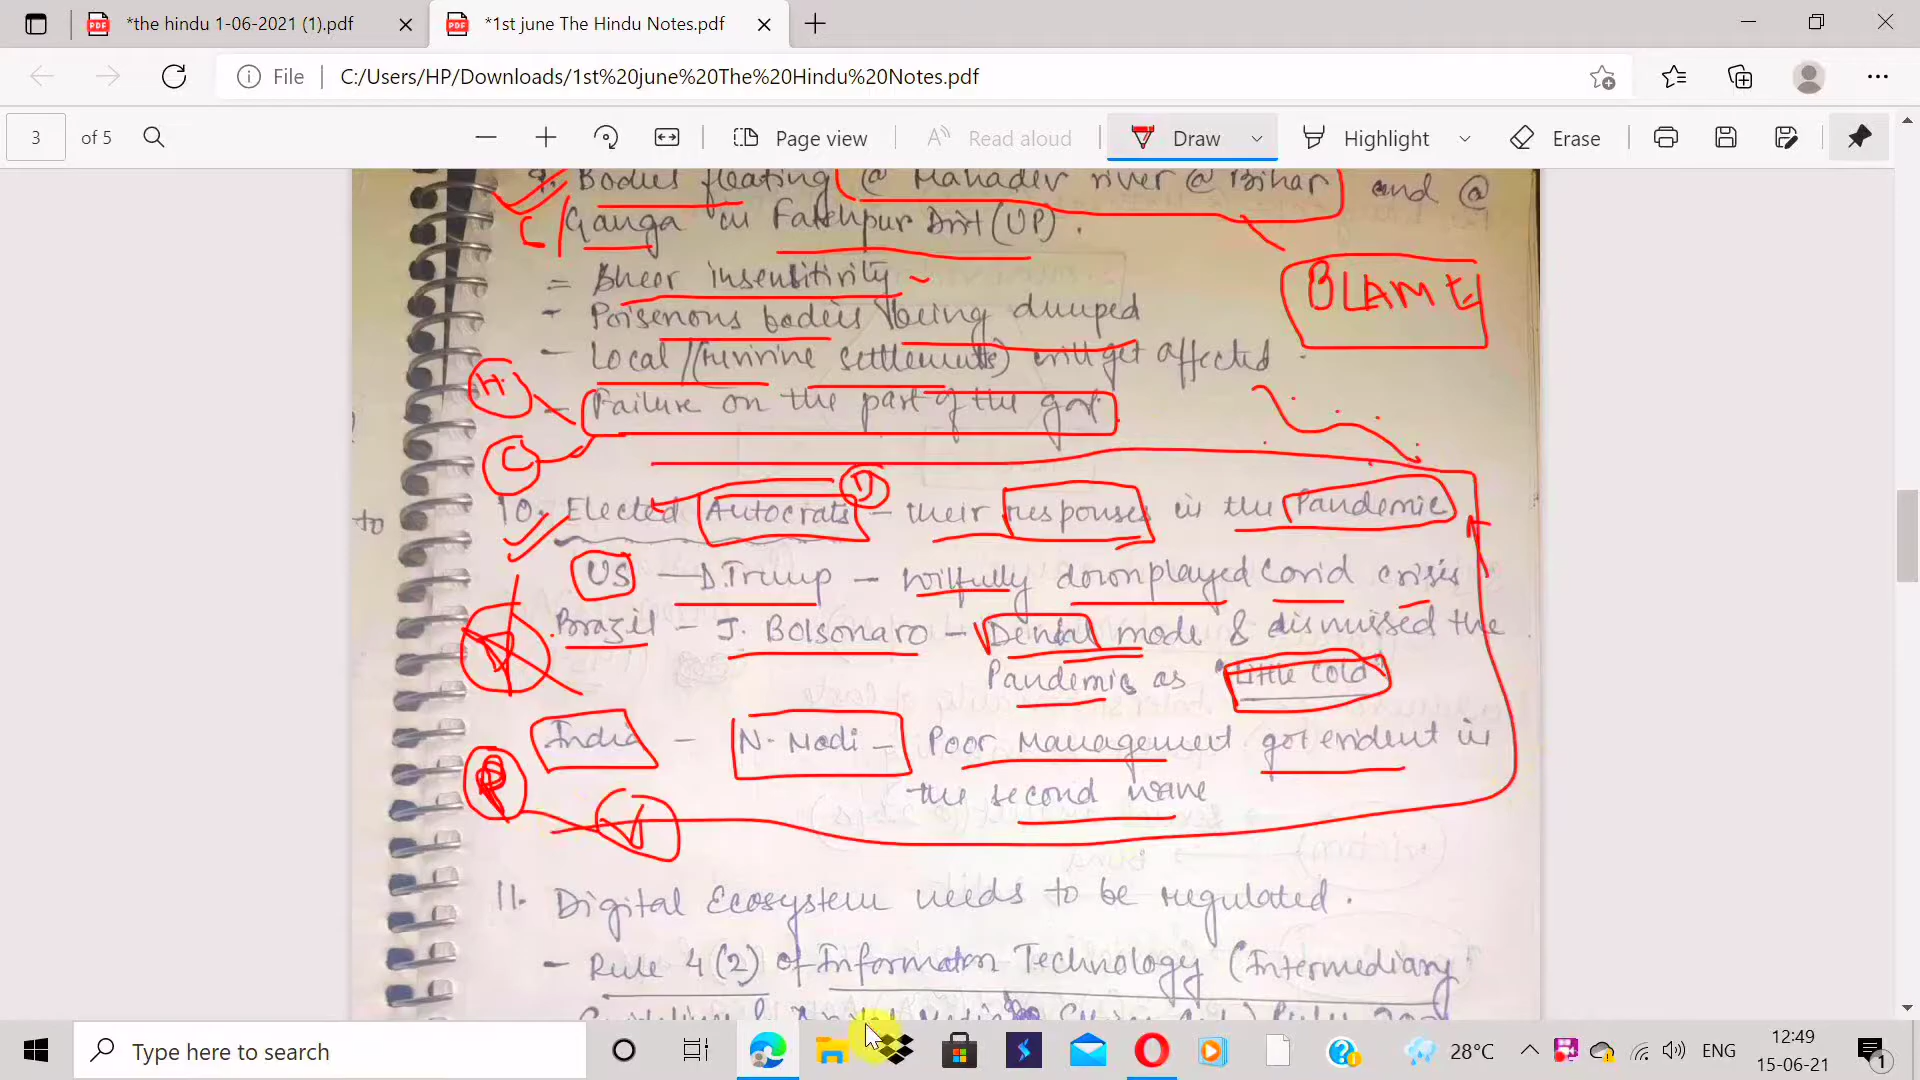 *the hindu 1-06-2021 (1).pdf
*1st june The Hindu Notes.pdf
File
C:/Users/HP/Downloads/1st%20june%20The%20Hindu%20Notes.pdf
3 of 5
Page view
Read aloud
Draw
Highlight
Erase
9. Bodies floating @ Mahadev river @ Bihar and @
Ganga in Fatehpur Dist (UP).
= Sheer insensitivity
- Poisenous bodies being dumped
- Local / (riverine settlements) will get affected
- Failure on the part of the govt.
BLAME
H
C
D
to
10. Elected Autocrats - their responses in the Pandemic
US - D. Trump - wilfully downplayed Covid crisis
Brazil - J. Bolsonaro - Denial mode & dismissed the
Pandemic as "little cold"
India - N. Modi - Poor Management got evident in
the second wave
P
V
11. Digital Ecosystem needs to be regulated.
- Rule 4(2) of Information Technology (Intermediary
Type here to search
28°C
ENG
12:49
15-06-21
1